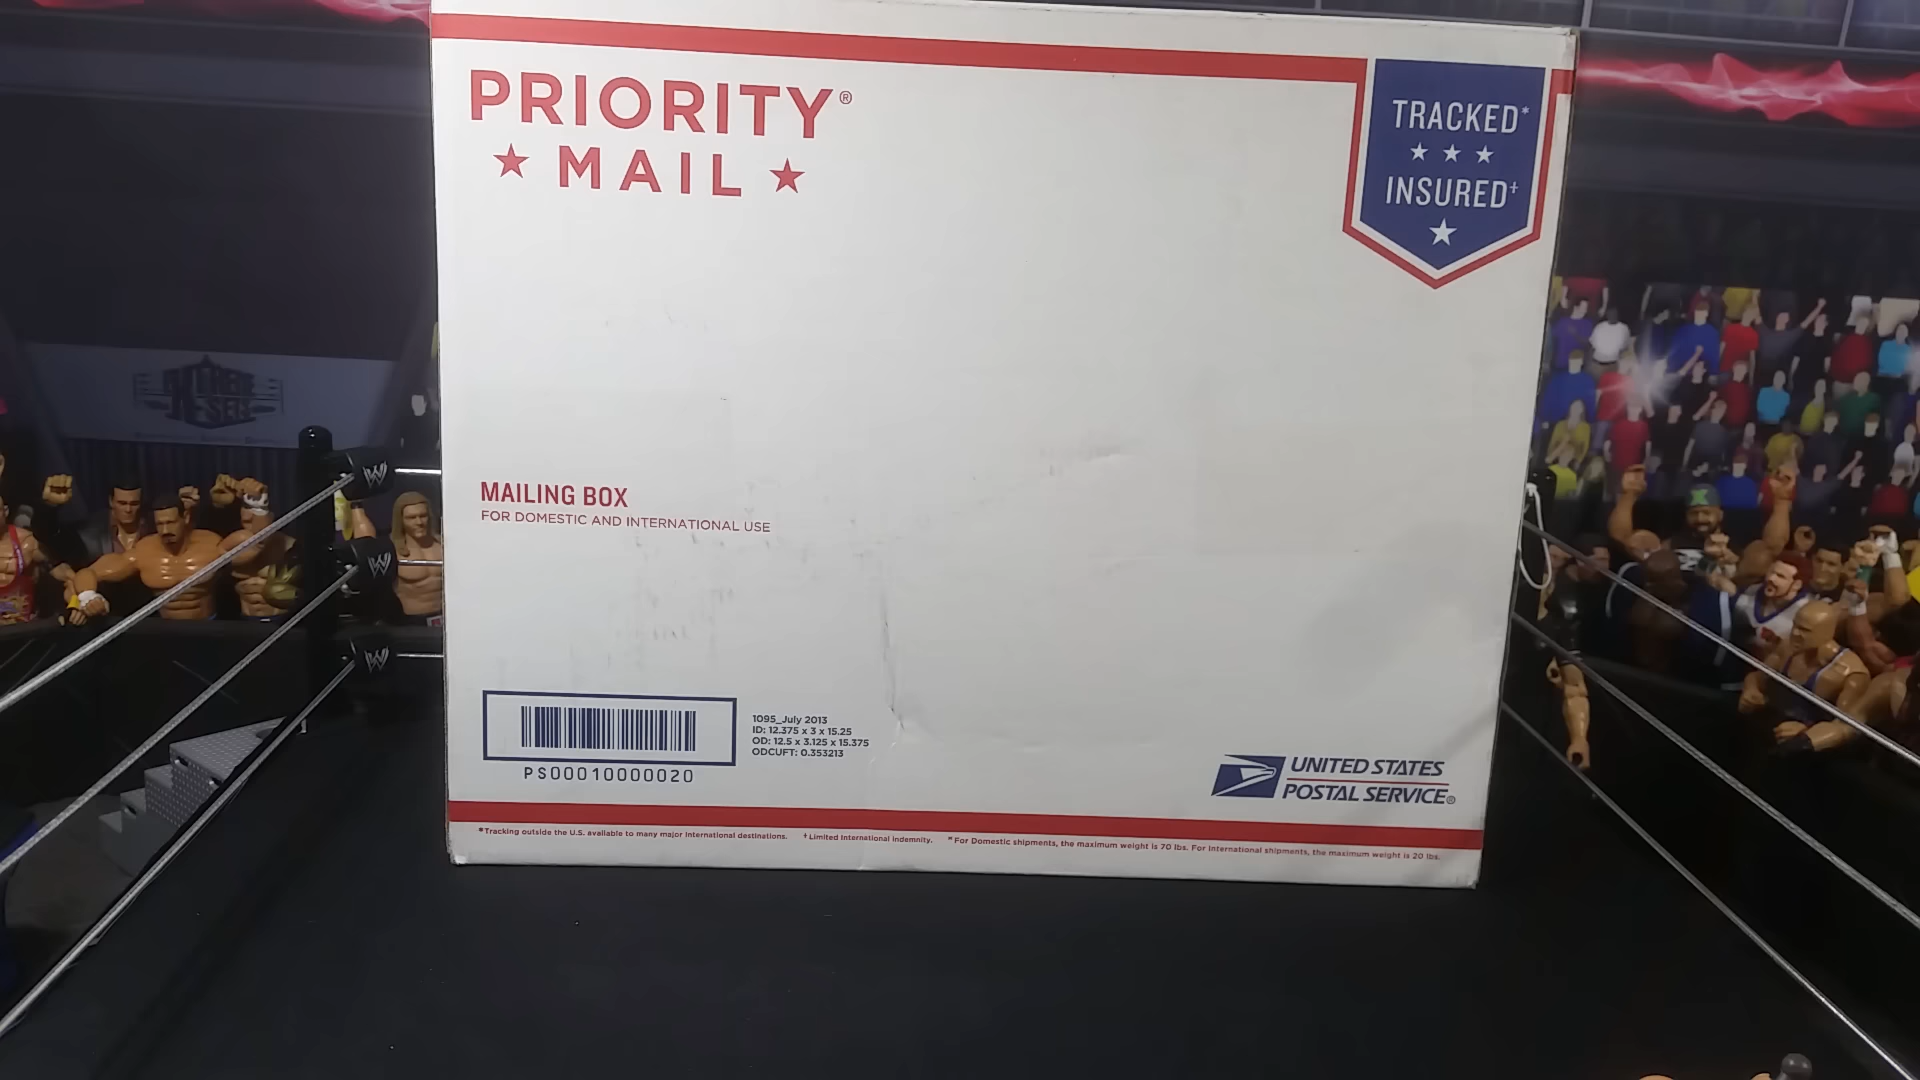 PRIORITY®
★ MAIL ★
TRACKED*
★ ★ ★
INSURED†
★
MAILING BOX
FOR DOMESTIC AND INTERNATIONAL USE
1095_July 2013
ID: 12.375 x 3 x 15.25
OD: 12.5 x 3.125 x 15.375
ODCUFT: 0.353213
PS00010000020
UNITED STATES
POSTAL SERVICE®
*Tracking outside the U.S. available to many major international destinations. †Limited international indemnity. *For Domestic shipments, the maximum weight is 70 lbs. For international shipments, the maximum weight is 20 lbs.
EXTREME
SETS
W
W
W